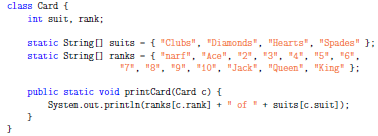 class Card {
    int suit, rank;

    static String[] suits = { "Clubs", "Diamonds", "Hearts", "Spades" };
    static String[] ranks = { "narf", "Ace", "2", "3", "4", "5", "6",
                "7", "8", "9", "10", "Jack", "Queen", "King" };

    public static void printCard(Card c) {
        System.out.println(ranks[c.rank] + " of " + suits[c.suit]);
    }
}